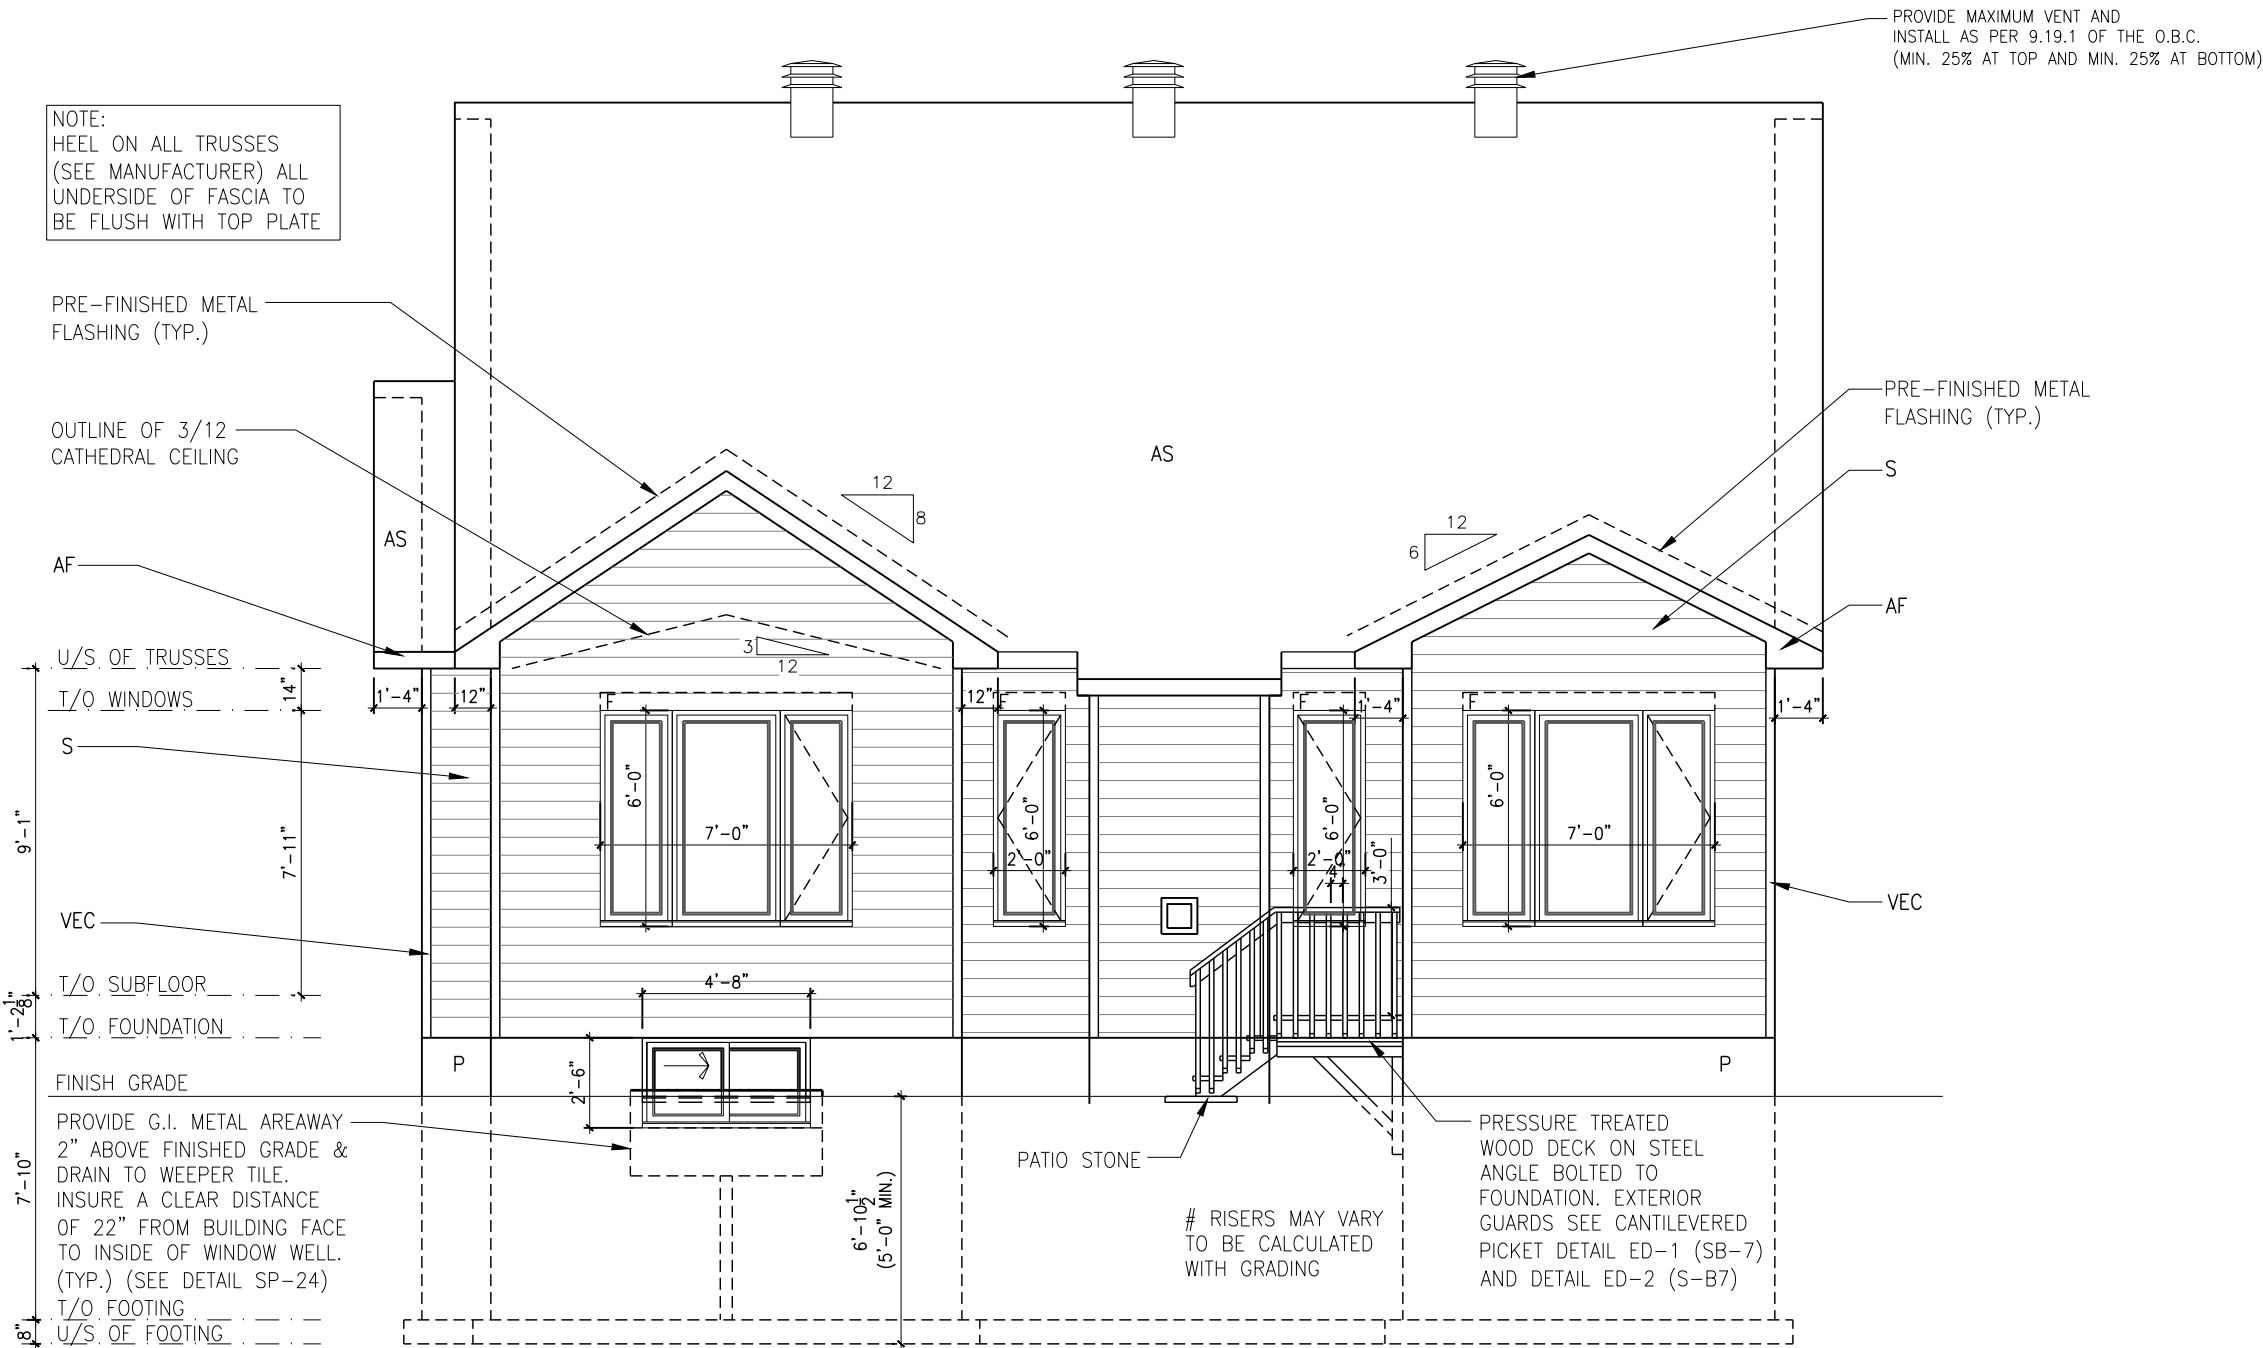 PROVIDE MAXIMUM VENT AND
INSTALL AS PER 9.19.1 OF THE O.B.C.
(MIN. 25% AT TOP AND MIN. 25% AT BOTTOM)
NOTE:
HEEL ON ALL TRUSSES
(SEE MANUFACTURER) ALL
UNDERSIDE OF FASCIA TO
BE FLUSH WITH TOP PLATE
PRE-FINISHED METAL
FLASHING (TYP.)
OUTLINE OF 3/12
CATHEDRAL CEILING
PRE-FINISHED METAL
FLASHING (TYP.)
AS
S
12
8
12
6
AS
AF
AF
3
12
U/S OF TRUSSES
T/O WINDOWS
14"
1'-4"
12"
12"
1'-4"
1'-4"
F
F
F
F
S
6'-0"
7'-0"
6'-0"
2'-0"
6'-0"
2'-0"
4"
3'-0"
6'-0"
7'-0"
9'-1"
7'-11"
VEC
VEC
T/O SUBFLOOR
4'-8"
1'-2 1/8"
T/O FOUNDATION
P
P
2'-6"
FINISH GRADE
PROVIDE G.I. METAL AREAWAY
2" ABOVE FINISHED GRADE &
DRAIN TO WEEPER TILE.
INSURE A CLEAR DISTANCE
OF 22" FROM BUILDING FACE
TO INSIDE OF WINDOW WELL.
(TYP.) (SEE DETAIL SP-24)
7'-10"
6'-10 1/2"
(5'-0" MIN.)
PATIO STONE
# RISERS MAY VARY
TO BE CALCULATED
WITH GRADING
PRESSURE TREATED
WOOD DECK ON STEEL
ANGLE BOLTED TO
FOUNDATION. EXTERIOR
GUARDS SEE CANTILEVERED
PICKET DETAIL ED-1 (SB-7)
AND DETAIL ED-2 (S-B7)
T/O FOOTING
U/S OF FOOTING
8"